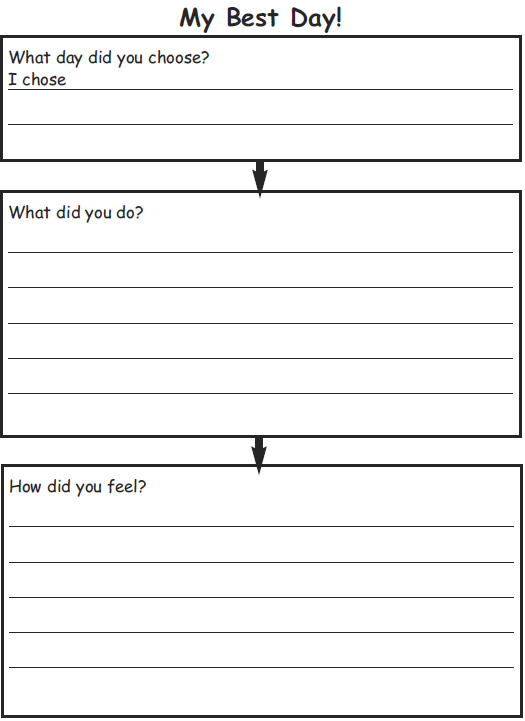 My Best Day!
What day did you choose?
I chose
What did you do?
How did you feel?